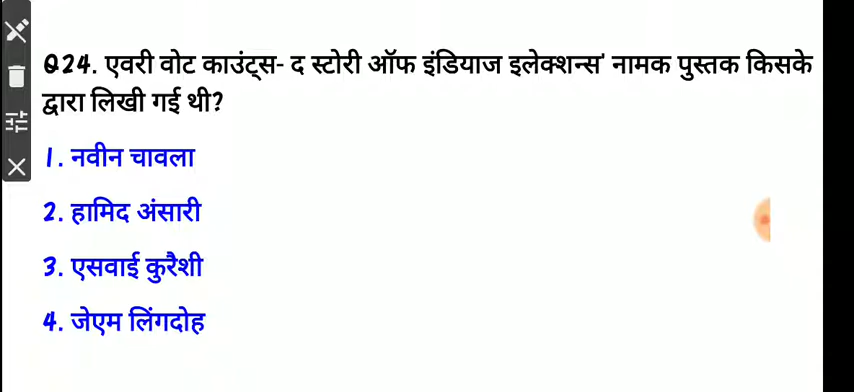 Q24. एवरी वोट काउंट्स- द स्टोरी ऑफ इंडियाज इलेक्शन्स' नामक पुस्तक किसके
द्वारा लिखी गई थी?
1. नवीन चावला
2. हामिद अंसारी
3. एसवाई कुरैशी
4. जेएम लिंगदोह